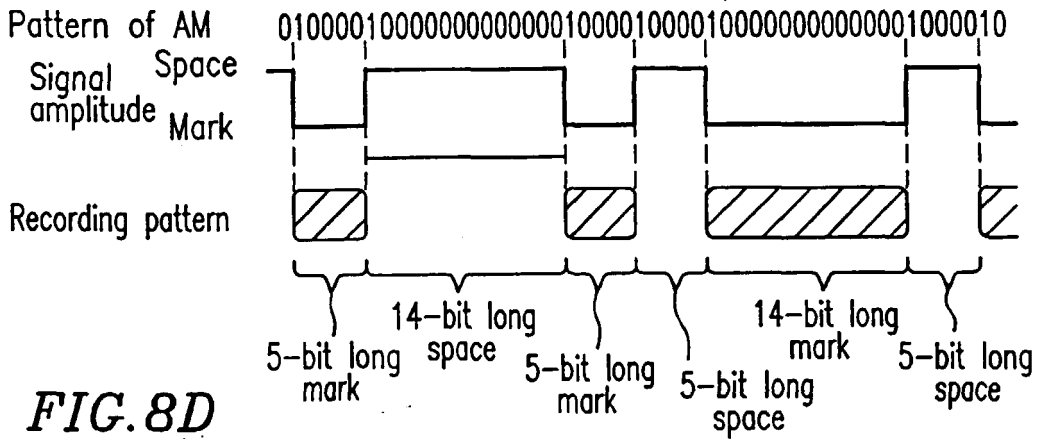 Pattern of AM 010000100000000000001000010000100000000000001000010
Space
Signal
amplitude
Mark
Recording pattern
5-bit long
mark
14-bit long
space
5-bit long
mark
5-bit long
space
14-bit long
mark
5-bit long
space
FIG.8D